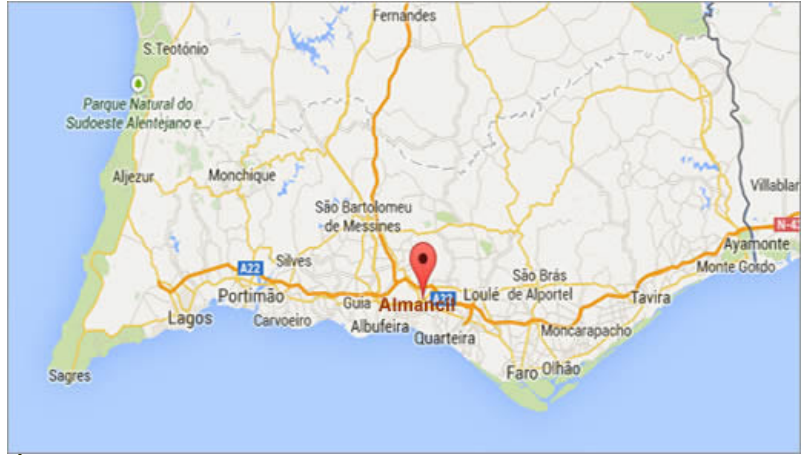 Fernandes
S.Teotónio
Parque Natural do
Sudoeste Alentejano e...
Aljezur
Monchique
Villablar
São Bartolomeu
de Messines
N-43
Ayamonte
Monte Gordo
A22
Silves
São Brás
de Alportel
Portimão
Guia
Almancil
A22
Loulé
Tavira
Lagos
Carvoeiro
Albufeira
Quarteira
Moncarapacho
Sagres
Faro
Olhão